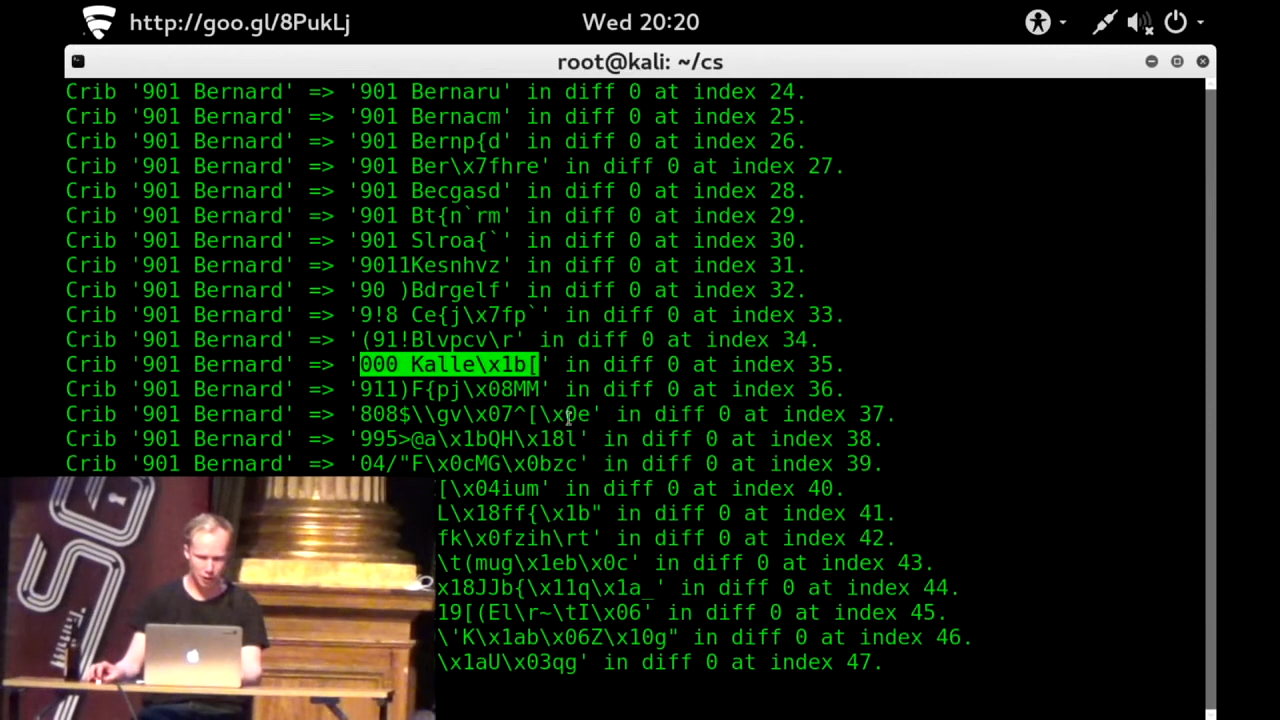 http://goo.gl/8PukLj
Wed 20:20
root@kali: ~/cs
Crib '901 Bernard' => '901 Bernaru' in diff 0 at index 24.
Crib '901 Bernard' => '901 Bernacm' in diff 0 at index 25.
Crib '901 Bernard' => '901 Bernp{d' in diff 0 at index 26.
Crib '901 Bernard' => '901 Ber\x7fhre' in diff 0 at index 27.
Crib '901 Bernard' => '901 Becgasd' in diff 0 at index 28.
Crib '901 Bernard' => '901 Bt{n`rm' in diff 0 at index 29.
Crib '901 Bernard' => '901 Slroa{`' in diff 0 at index 30.
Crib '901 Bernard' => '9011Kesnhvz' in diff 0 at index 31.
Crib '901 Bernard' => '90 )Bdrgelf' in diff 0 at index 32.
Crib '901 Bernard' => '9!8 Ce{j\x7fp`' in diff 0 at index 33.
Crib '901 Bernard' => '(91!Blvpcv\r' in diff 0 at index 34.
Crib '901 Bernard' => '000 Kalle\x1b[' in diff 0 at index 35.
Crib '901 Bernard' => '911)F{pj\x08MM' in diff 0 at index 36.
Crib '901 Bernard' => '808$\\gv\x07^[\x0e' in diff 0 at index 37.
Crib '901 Bernard' => '995>@a\x1bQH\x18l' in diff 0 at index 38.
Crib '901 Bernard' => '04/"F\x0cMG\x0bzc' in diff 0 at index 39.
[\x04ium' in diff 0 at index 40.
L\x18ff{\x1b" in diff 0 at index 41.
fk\x0fzih\rt' in diff 0 at index 42.
\t(mug\x1eb\x0c' in diff 0 at index 43.
x18JJb{\x11q\x1a_' in diff 0 at index 44.
19[(El\r~\tI\x06' in diff 0 at index 45.
\'K\x1ab\x06Z\x10g" in diff 0 at index 46.
\x1aU\x03qg' in diff 0 at index 47.